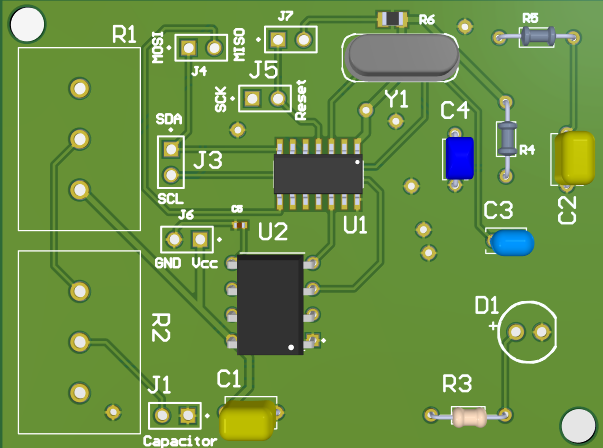 R1
MOSI
J4
MISO
J7
R6
R5
J5
SCK
Reset
Y1
C4
R4
SDA
J3
SCL
J6
C5
U1
C2
GND Vcc
U2
C3
R2
D1
+
J1
C1
R3
Capacitor